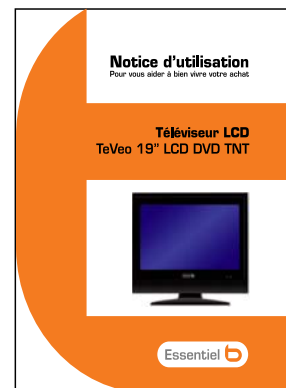 Notice d'utilisation
Pour vous aider à bien vivre votre achat
Téléviseur LCD
TeVeo 19" LCD DVD TNT
Essentiel b